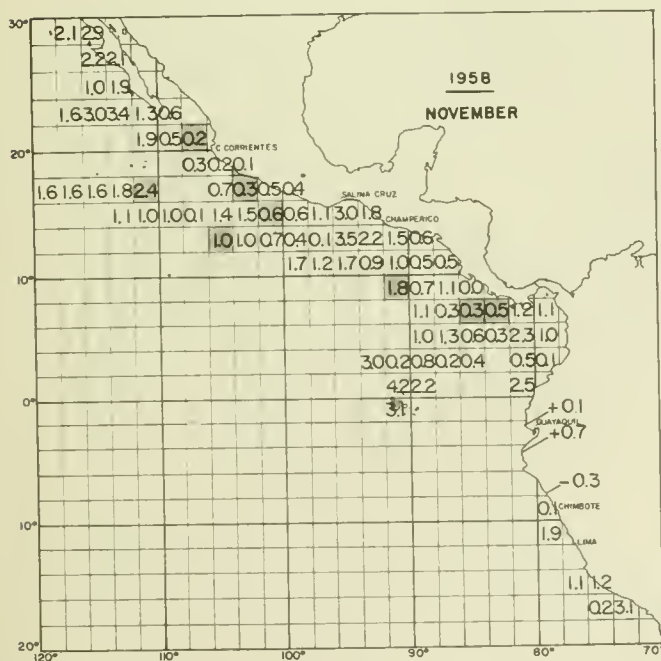 30°
2.1 2.9
2.2 2.1
1958
1.0 1.9
NOVEMBER
1.6 3.0 3.4 1.3 0.6
1.9 0.5 0.2
C. CORRIENTES
20°
0.3 0.2 0.1
1.6 1.6 1.6 1.8 2.4 0.7 0.3 0.5 0.4
SALINA CRUZ
1.1 1.0 1.0 0.1 1.4 1.5 0.6 0.6 1.1 3.0 1.8
CHAMPERICO
1.0 1.0 0.7 0.4 0.1 3.5 2.2 1.5 0.6
1.7 1.2 1.7 0.9 1.0 0.5 0.5
10°
1.8 0.7 1.1 0.0
1.1 0.3 0.3 0.5 1.2 1.1
1.0 1.3 0.6 0.3 2.3 1.0
3.0 0.2 0.8 0.2 0.4 0.5 0.1
4.2 2.2 2.5
0°
3.1
+0.1
GUAYAQUIL
+0.7
-0.3
0.1 CHIMBOTE
10°
1.9
LIMA
1.1 1.2
0.2 3.1
20°
120° 110° 100° 90° 80° 70°